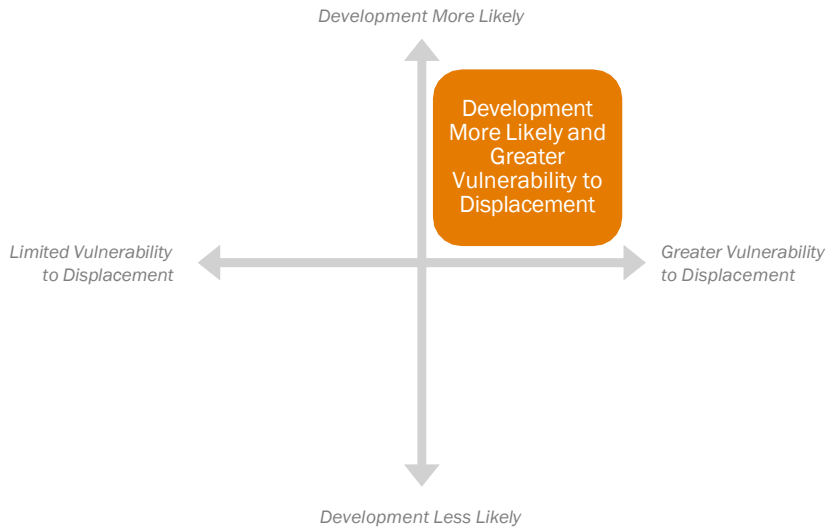 Development More Likely
Development
More Likely and
Greater
Vulnerability to
Displacement
Limited Vulnerability
to Displacement
Greater Vulnerability
to Displacement
Development Less Likely